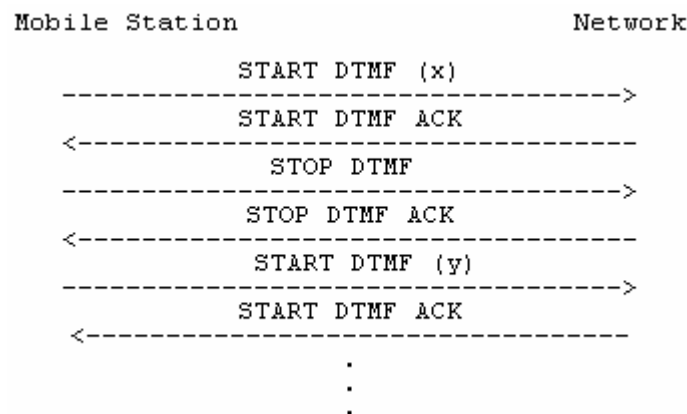 Mobile Station Network
START DTMF (x)
START DTMF ACK
STOP DTMF
STOP DTMF ACK
START DTMF (y)
START DTMF ACK